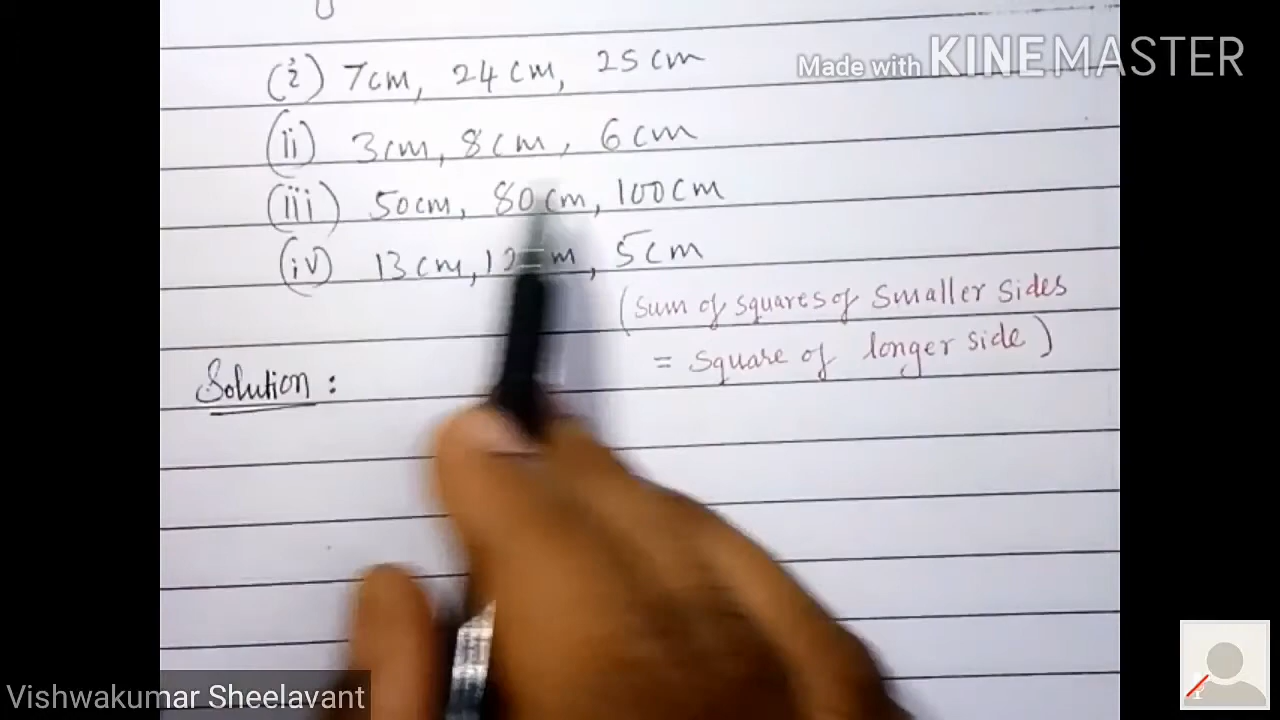 Made with KINEMASTER
(i) 7cm, 24cm, 25cm
(ii) 3cm, 8cm, 6cm
(iii) 50cm, 80cm, 100cm
(iv) 13cm, 12cm, 5cm
(Sum of squares of smaller sides
= Square of longer side)
Solution :
Vishwakumar Sheelavant